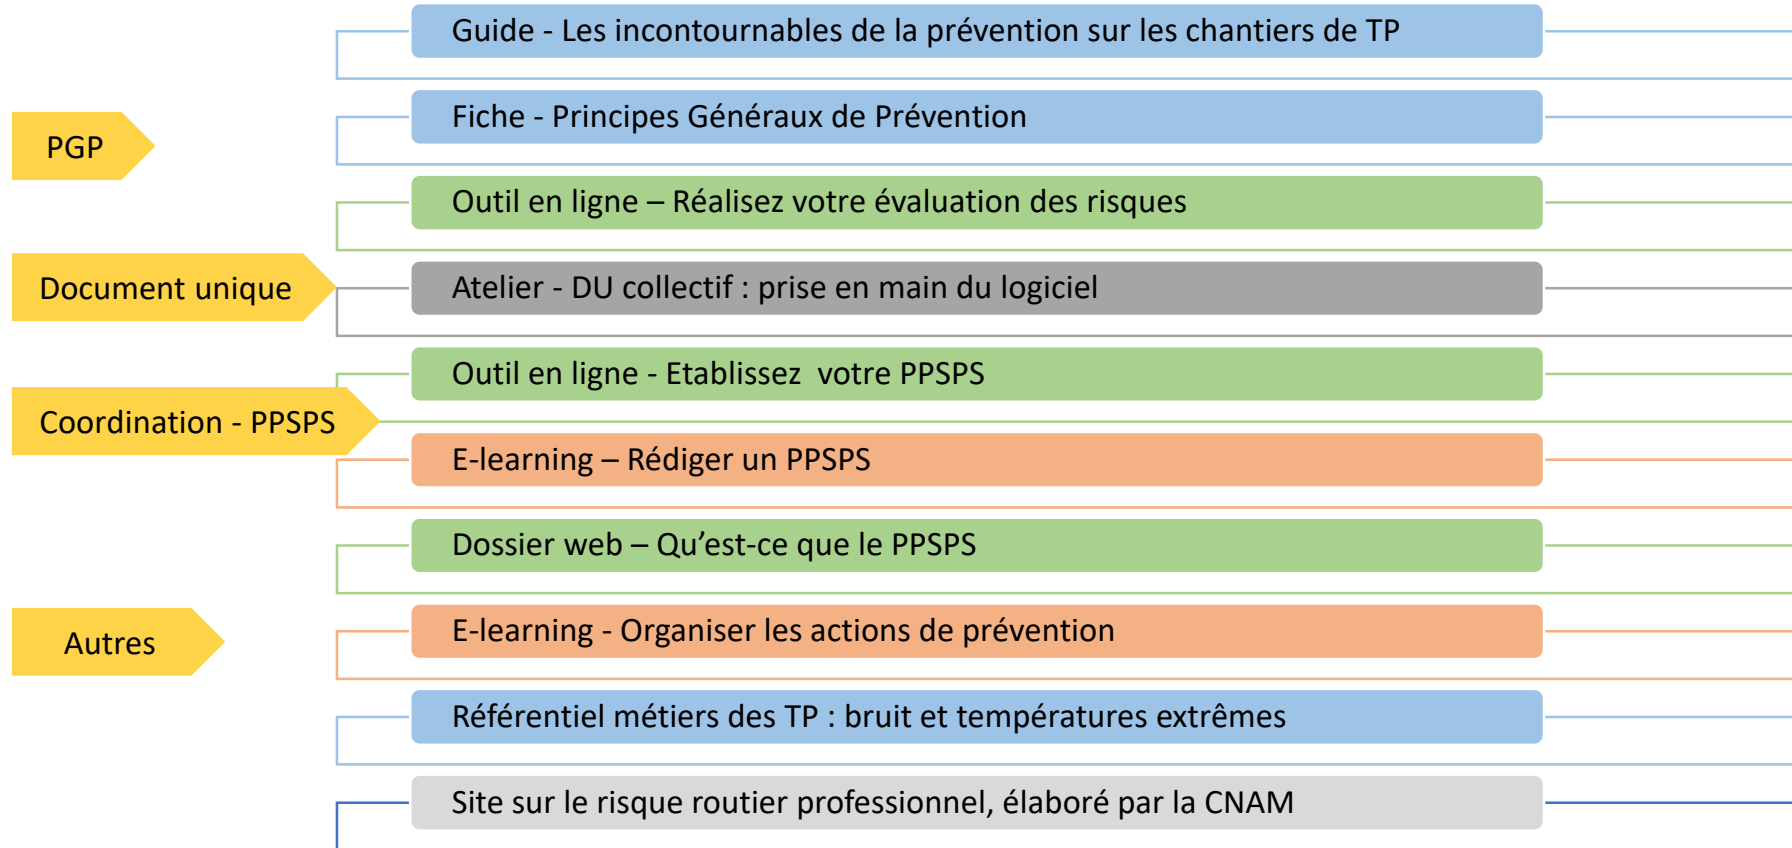 Guide - Les incontournables de la prévention sur les chantiers de TP
Fiche - Principes Généraux de Prévention
PGP
Outil en ligne – Réalisez votre évaluation des risques
Document unique
Atelier - DU collectif : prise en main du logiciel
Outil en ligne - Etablissez  votre PPSPS
Coordination - PPSPS
E-learning – Rédiger un PPSPS
Dossier web – Qu’est-ce que le PPSPS
Autres
E-learning - Organiser les actions de prévention
Référentiel métiers des TP : bruit et températures extrêmes
Site sur le risque routier professionnel, élaboré par la CNAM